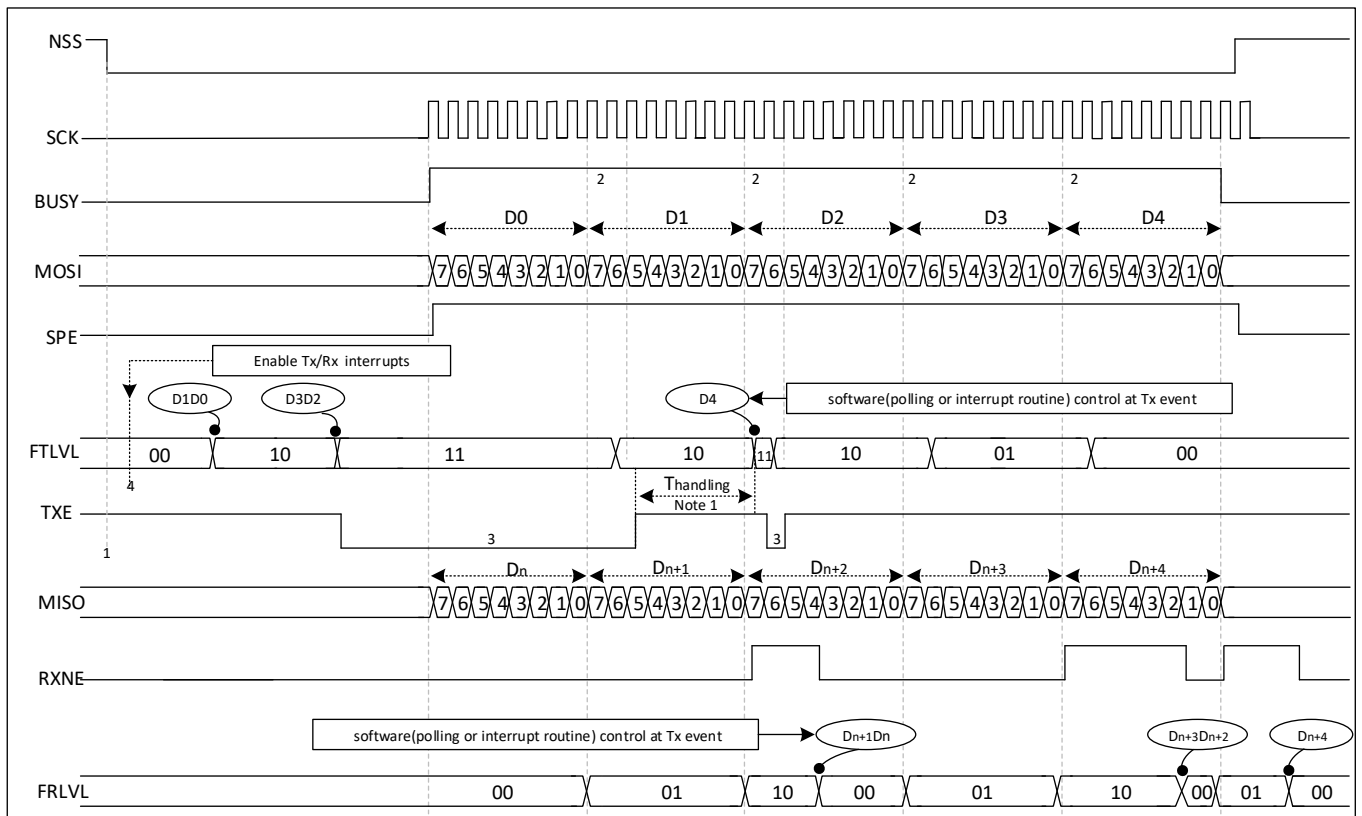 NSS
SCK
BUSY
2 2 2 2
D0 D1 D2 D3 D4
MOSI 7 6 5 4 3 2 1 0 7 6 5 4 3 2 1 0 7 6 5 4 3 2 1 0 7 6 5 4 3 2 1 0 7 6 5 4 3 2 1 0
SPE
Enable Tx/Rx interrupts
D1D0 D3D2 D4 software(polling or interrupt routine) control at Tx event
FTLVL 00 10 11 10 11 10 01 00
4
Thandling
Note 1
TXE
1 3 3
Dn Dn+1 Dn+2 Dn+3 Dn+4
MISO 7 6 5 4 3 2 1 0 7 6 5 4 3 2 1 0 7 6 5 4 3 2 1 0 7 6 5 4 3 2 1 0 7 6 5 4 3 2 1 0
RXNE
software(polling or interrupt routine) control at Tx event Dn+1Dn Dn+3Dn+2 Dn+4
FRLVL 00 01 10 00 01 10 00 01 00